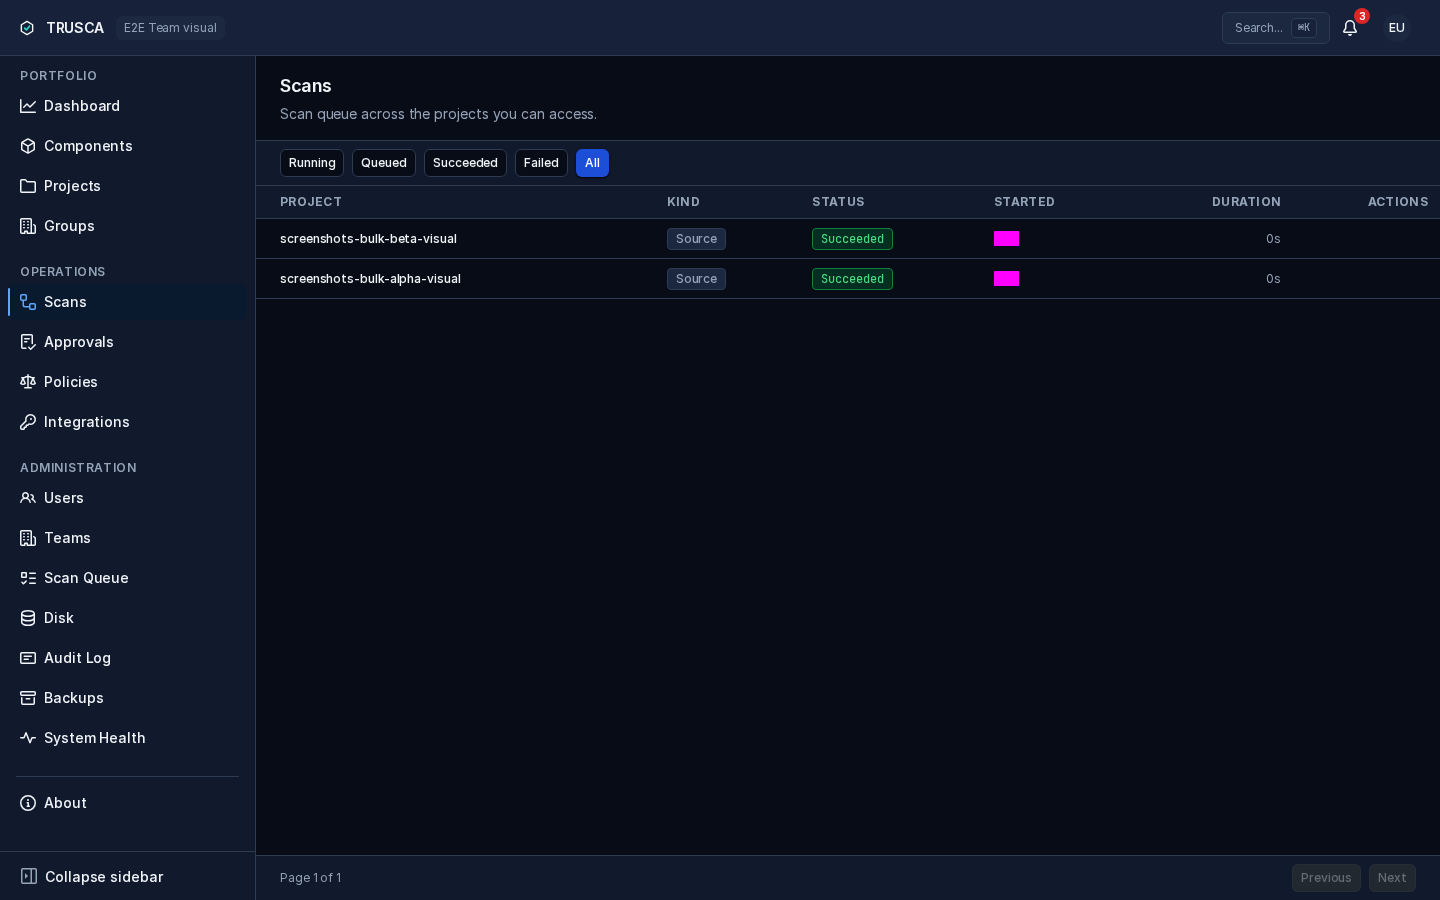 TRUSCA
E2E Team visual
Search... ⌘K
3
EU
PORTFOLIO
Dashboard
Components
Projects
Groups
OPERATIONS
Scans
Approvals
Policies
Integrations
ADMINISTRATION
Users
Teams
Scan Queue
Disk
Audit Log
Backups
System Health
About
Collapse sidebar
Scans
Scan queue across the projects you can access.
Running Queued Succeeded Failed All
PROJECT KIND STATUS STARTED DURATION ACTIONS
screenshots-bulk-beta-visual Source Succeeded 0s
screenshots-bulk-alpha-visual Source Succeeded 0s
Page 1 of 1
Previous Next